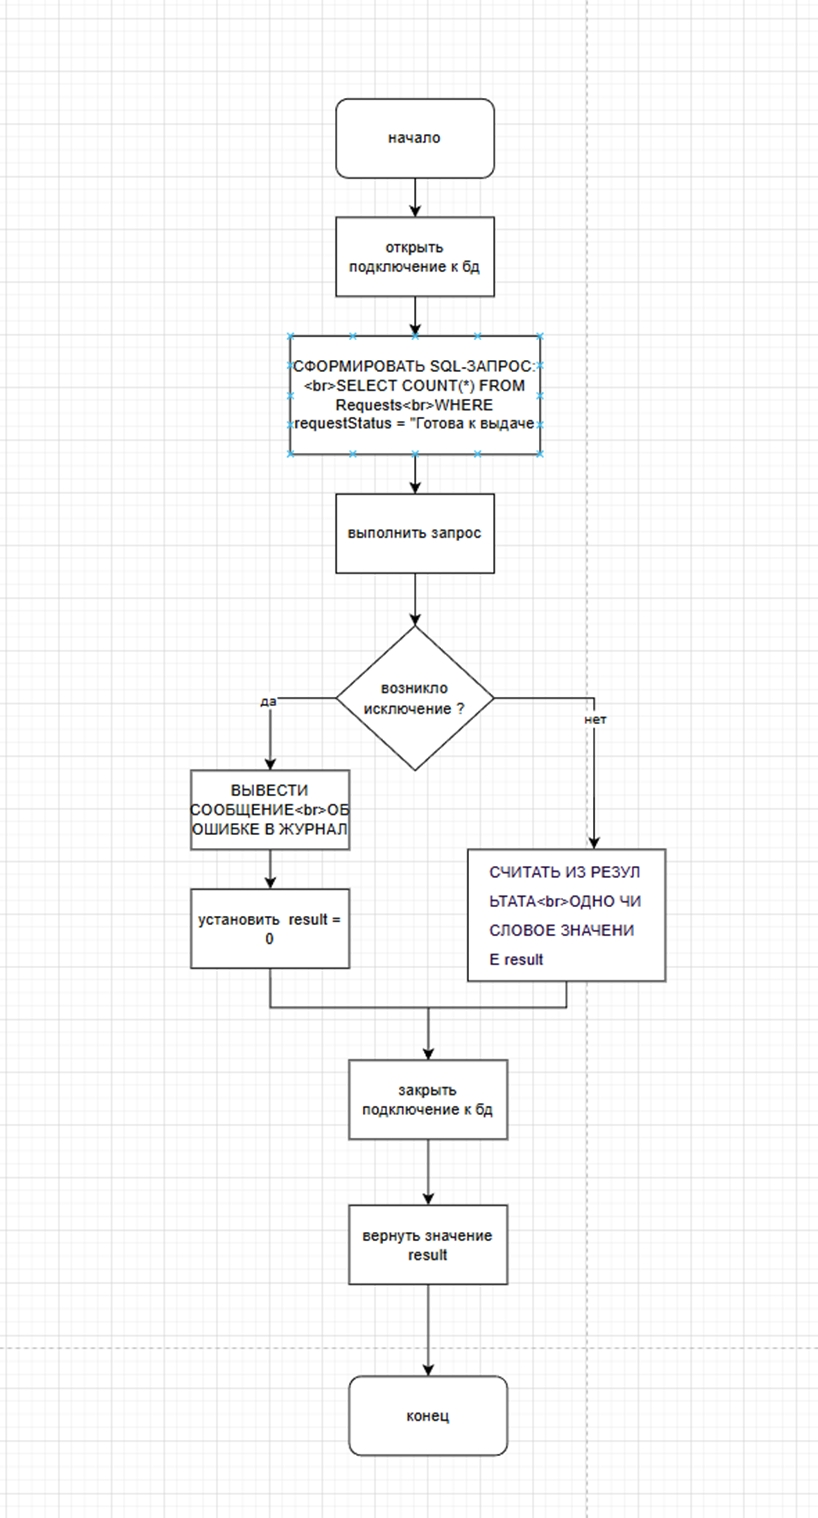 начало
открыть
подключение к бд
СФОРМИРОВАТЬ SQL-ЗАПРОС:
<br>SELECT COUNT(*) FROM
Requests<br>WHERE
requestStatus = "Готова к выдаче
выполнить запрос
возникло
исключение ?
да
нет
ВЫВЕСТИ
СООБЩЕНИЕ<br>ОБ
ОШИБКЕ В ЖУРНАЛ
установить result =
0
СЧИТАТЬ ИЗ РЕЗУЛ
ЬТАТА<br>ОДНО ЧИ
СЛОВОЕ ЗНАЧЕНИ
Е result
закрыть
подключение к бд
вернуть значение
result
конец